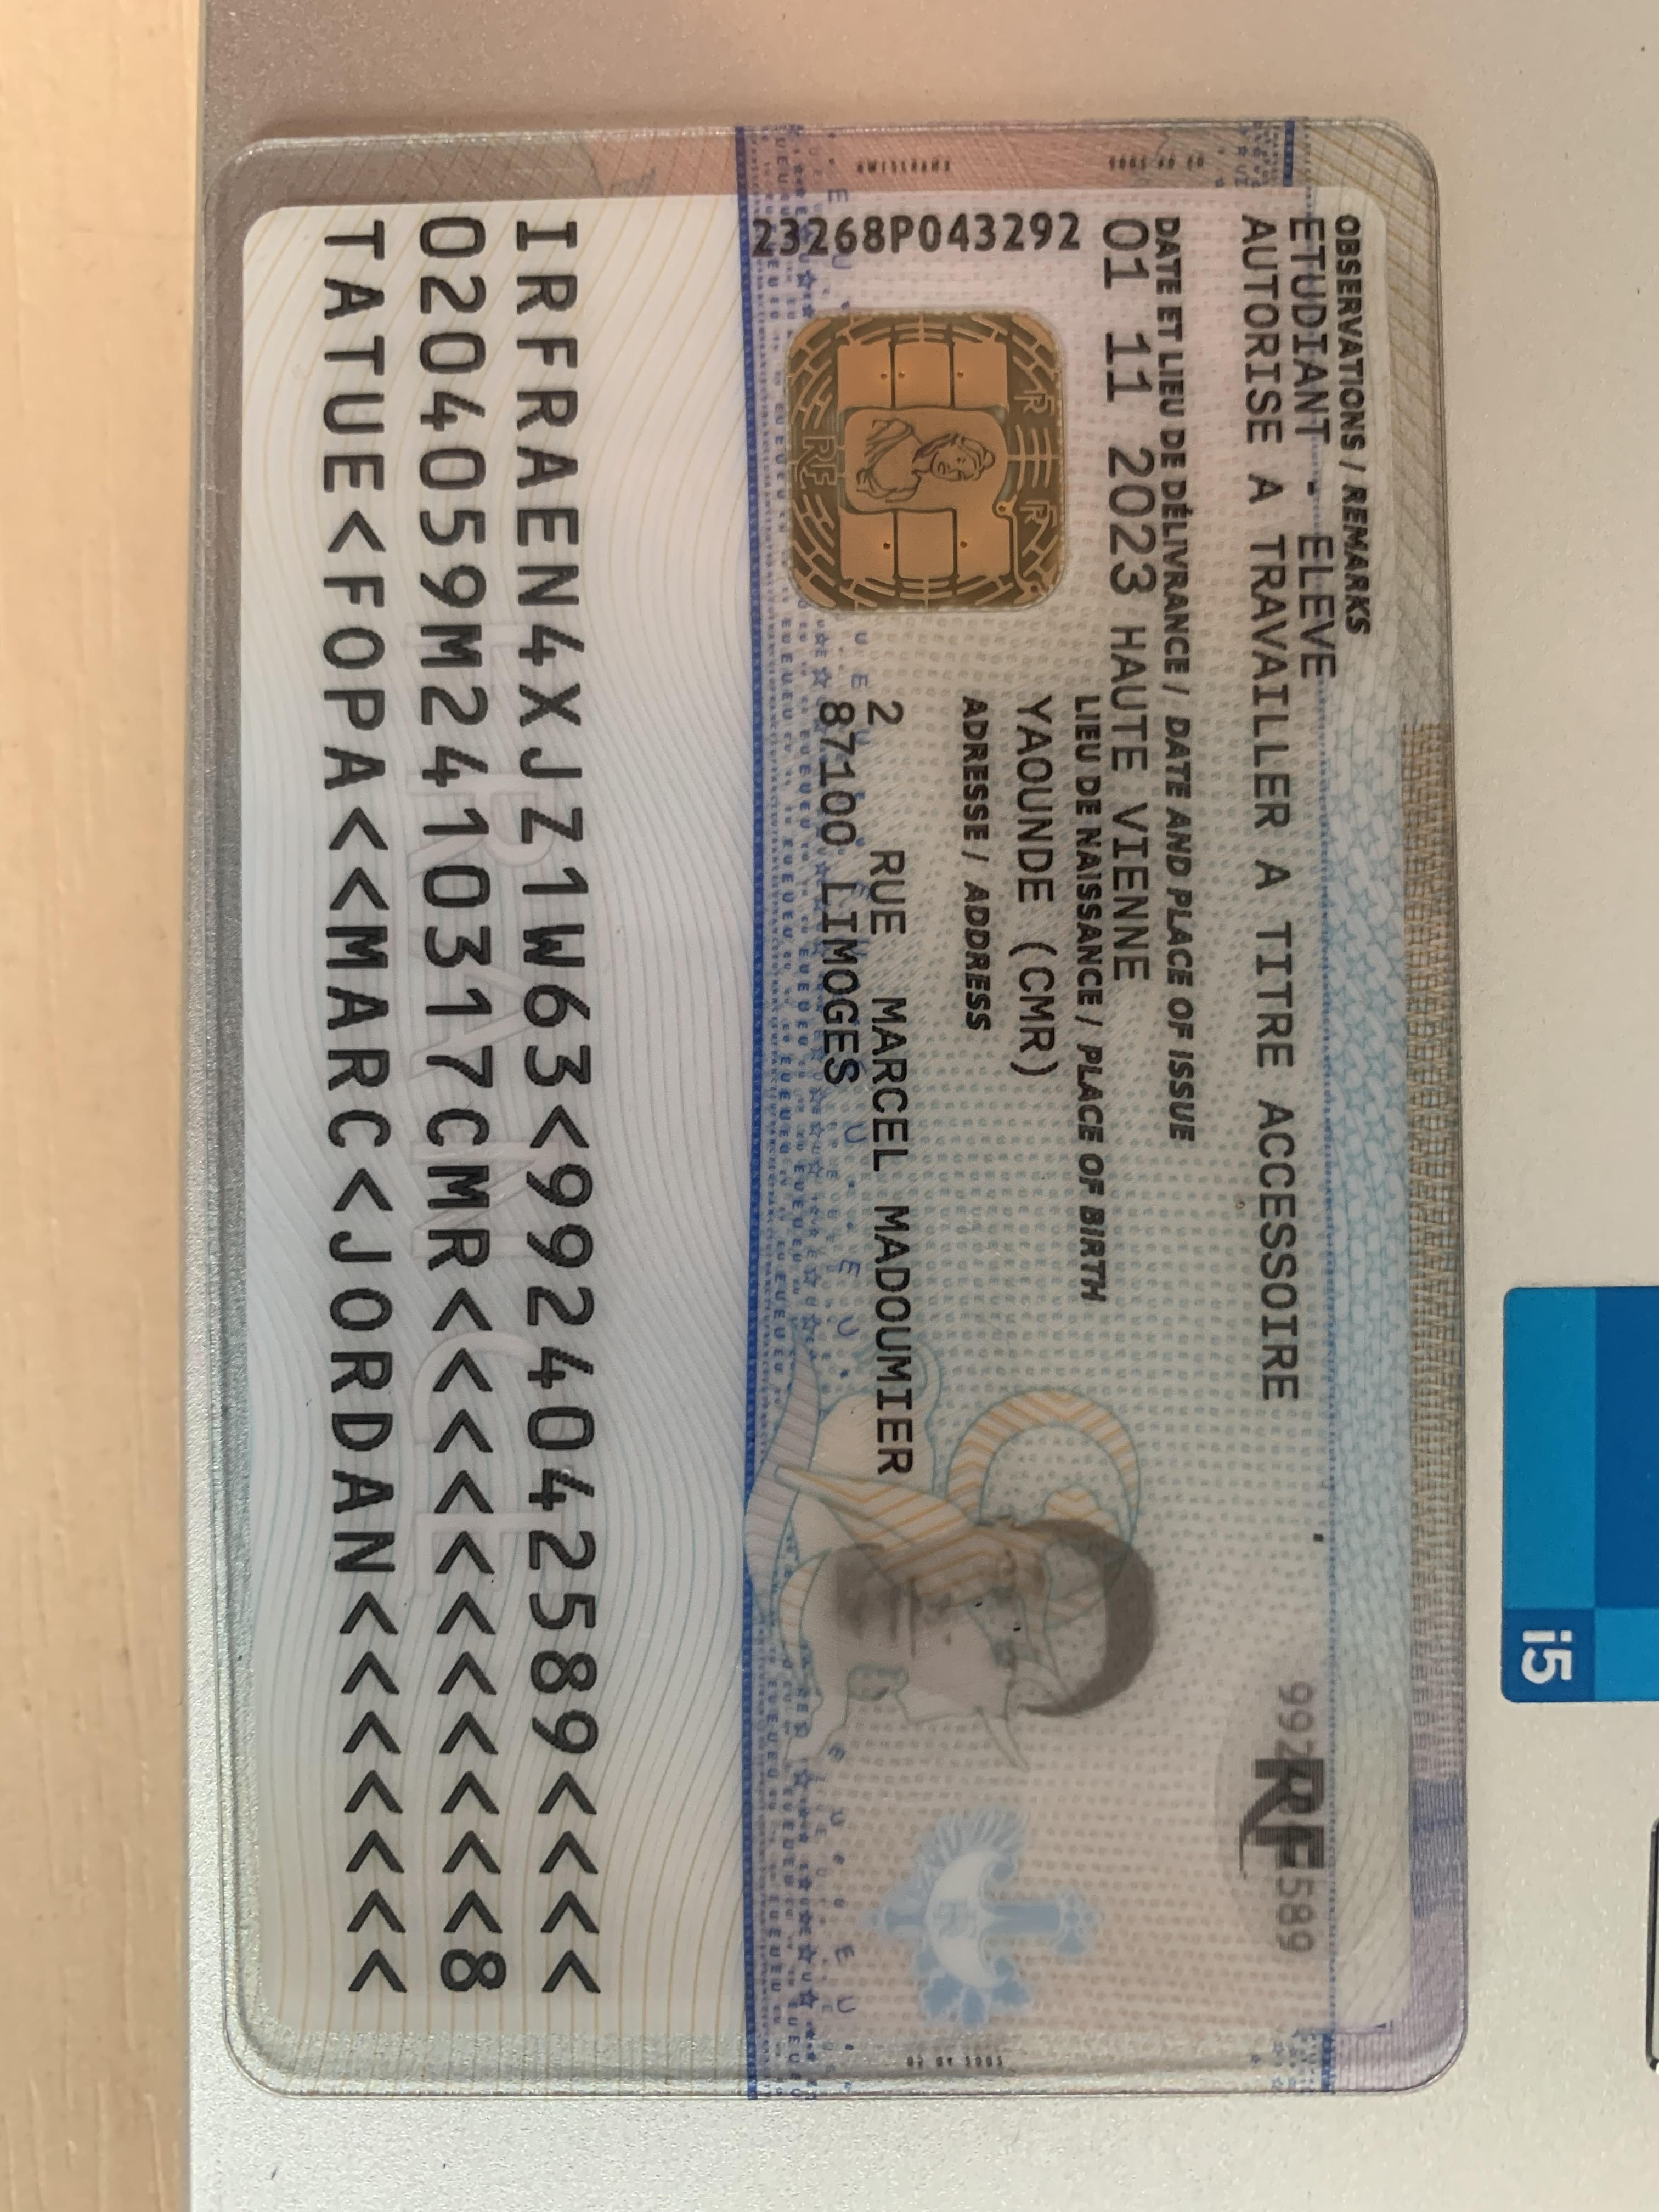 OBSERVATIONS / REMARKS
ETUDIANT - ELEVE
AUTORISE A TRAVAILLER A TITRE ACCESSOIRE
DATE ET LIEU DE DÉLIVRANCE / DATE AND PLACE OF ISSUE
01 11 2023 HAUTE VIENNE
LIEU DE NAISSANCE / PLACE OF BIRTH
YAOUNDE (CMR)
ADRESSE / ADDRESS
2 RUE MARCEL MADOUMIER
87100 LIMOGES
23268P043292
RF
589
IRFRAEN4XJZ1W63<9924042589<<<<
0204059M2410317CMR<<<<<<<<<<<8
TATUE<FOPA<<MARC<JORDAN<<<<<<<
i5